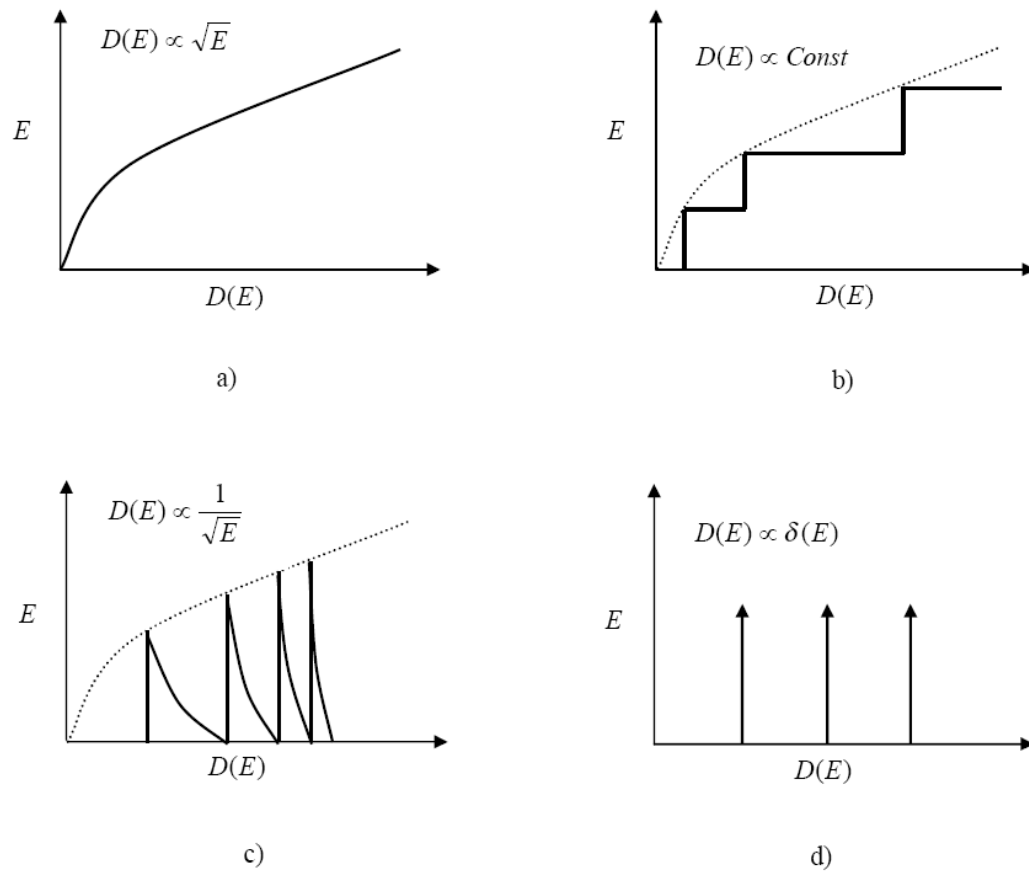 D(E) ∝ √E
E
D(E)
a)
D(E) ∝ Const
E
D(E)
b)
D(E) ∝ 1/√E
E
D(E)
c)
D(E) ∝ δ(E)
E
D(E)
d)